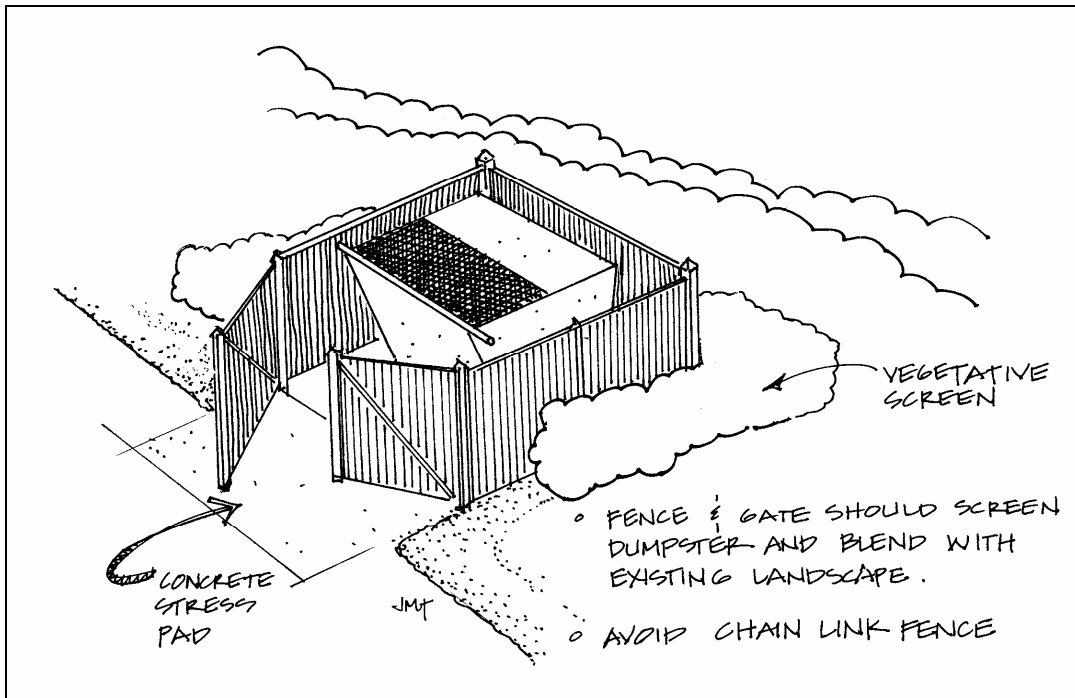 VEGETATIVE
SCREEN
° FENCE & GATE SHOULD SCREEN
DUMPSTER AND BLEND WITH
EXISTING LANDSCAPE.
° AVOID CHAIN LINK FENCE
CONCRETE
STRESS
PAD
JMT